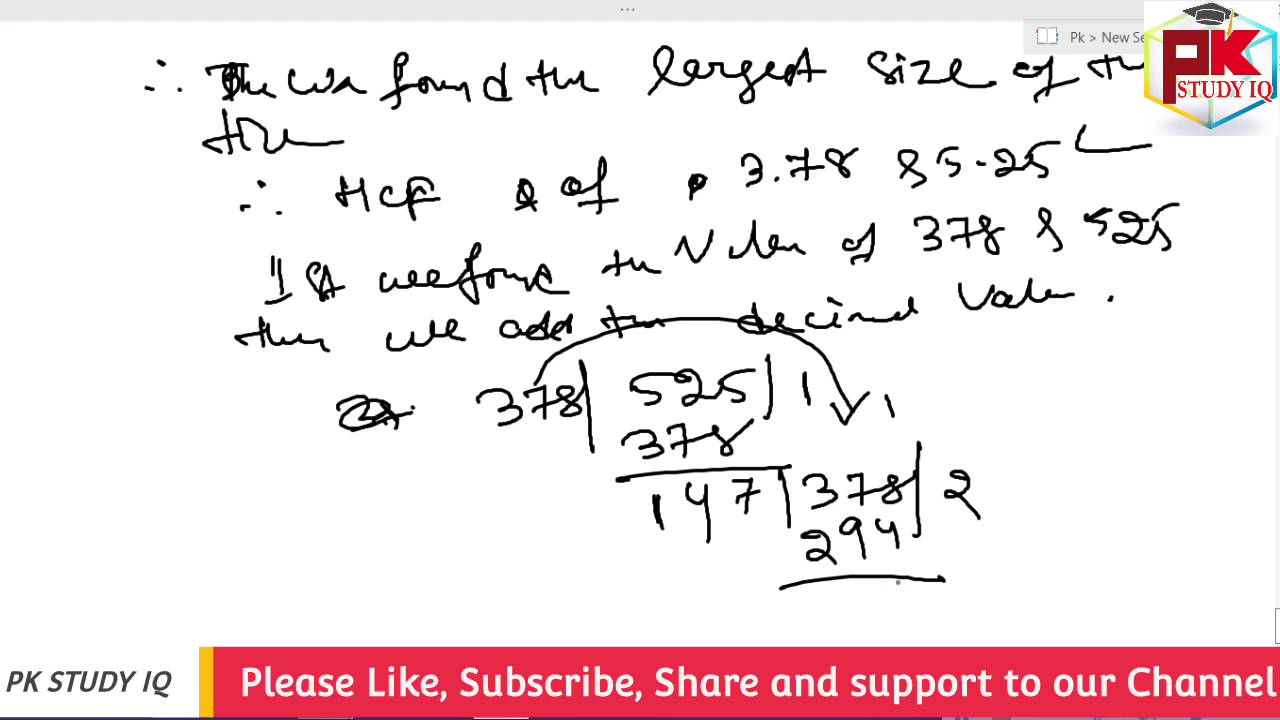 Pk > New Se
PK
STUDY IQ
∴ The we found the largest size of the
tile
∴ HCF of 3.78 & 5.25
1st we found the Value of 378 & 525
then we add the decimal Value.
378 | 525 | 1
378
147 | 378 | 2
294
PK STUDY IQ
Please Like, Subscribe, Share and support to our Channel